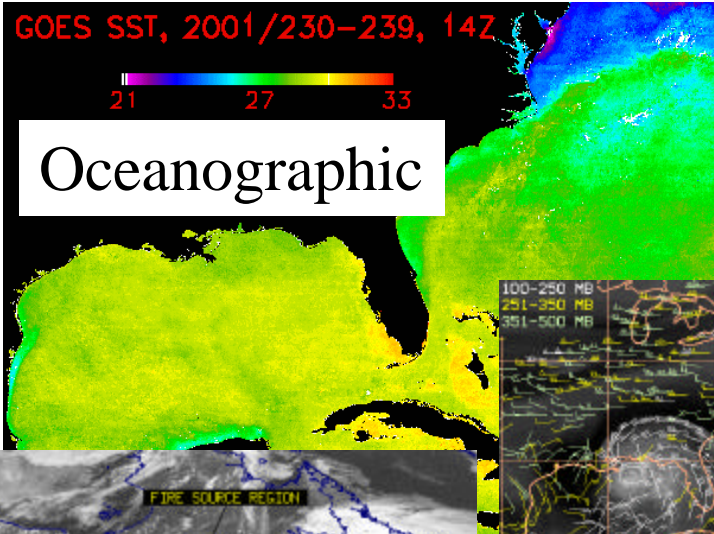 GOES SST, 2001/230-239, 14Z
21 27 33
Oceanographic
100-250 MB
251-350 MB
351-500 MB
FIRE SOURCE REGION